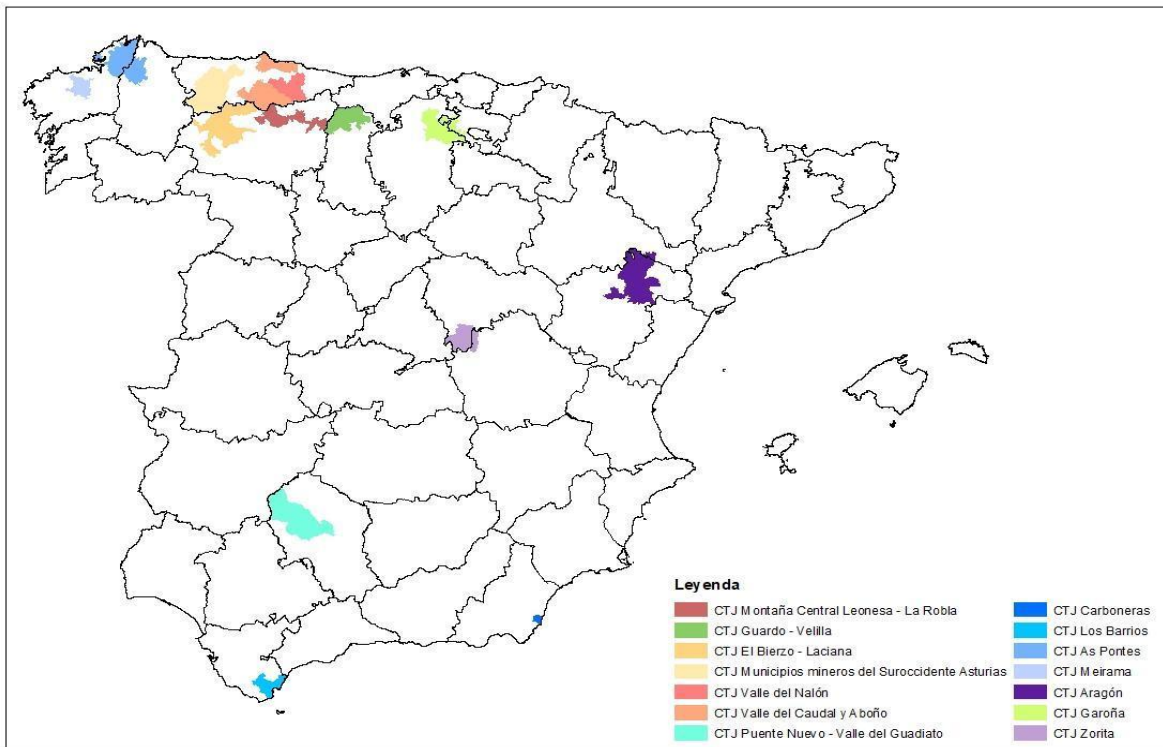 Leyenda
CTJ Montaña Central Leonesa - La Robla
CTJ Guardo - Velilla
CTJ El Bierzo - Laciana
CTJ Municipios mineros del Suroccidente Asturias
CTJ Valle del Nalón
CTJ Valle del Caudal y Aboño
CTJ Puente Nuevo - Valle del Guadiato
CTJ Carboneras
CTJ Los Barrios
CTJ As Pontes
CTJ Meirama
CTJ Aragón
CTJ Garoña
CTJ Zorita